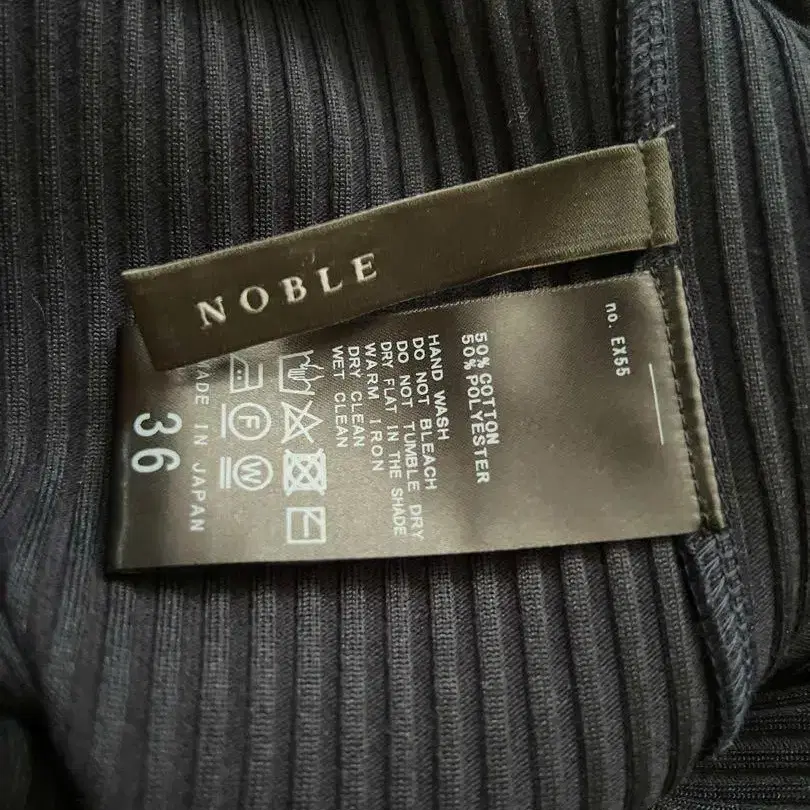 NOBLE
no. EX55
50% COTTON
50% POLYESTER
HAND WASH
DO NOT BLEACH
DO NOT TUMBLE DRY
DRY FLAT IN THE SHADE
WARM IRON
DRY CLEAN
WET CLEAN
F W
MADE IN JAPAN
36